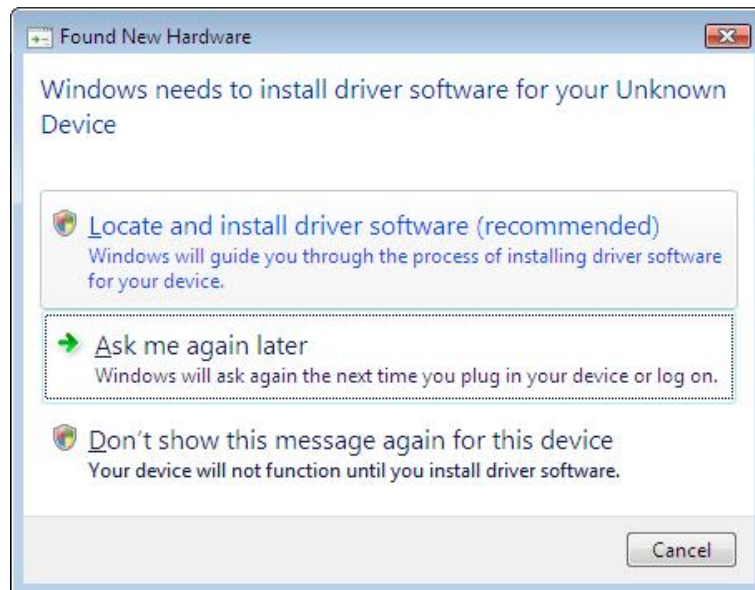 Found New Hardware
Windows needs to install driver software for your Unknown
Device
Locate and install driver software (recommended)
Windows will guide you through the process of installing driver software
for your device.
Ask me again later
Windows will ask again the next time you plug in your device or log on.
Don't show this message again for this device
Your device will not function until you install driver software.
Cancel